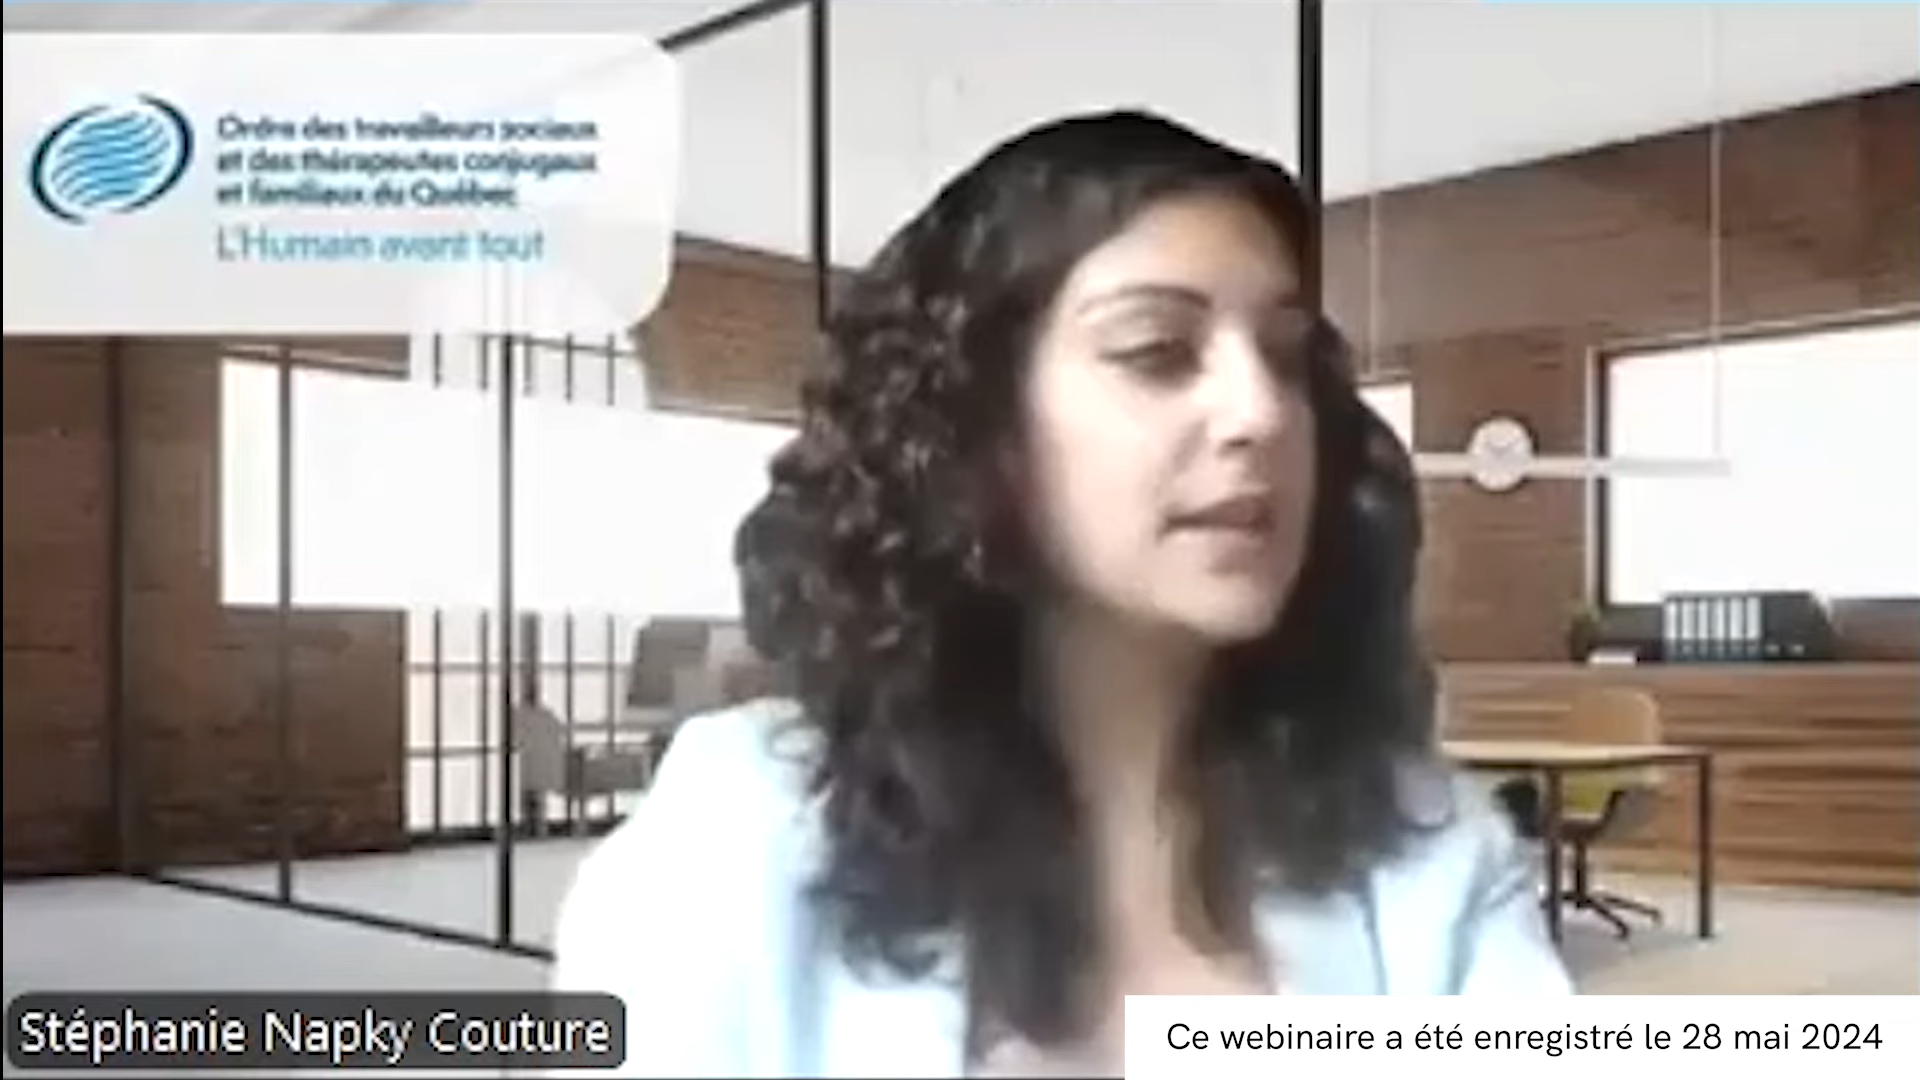 Ordre des travailleurs sociaux
et des thérapeutes conjugaux
et familiaux du Québec
L'Humain avant tout
Stéphanie Napky Couture
Ce webinaire a été enregistré le 28 mai 2024